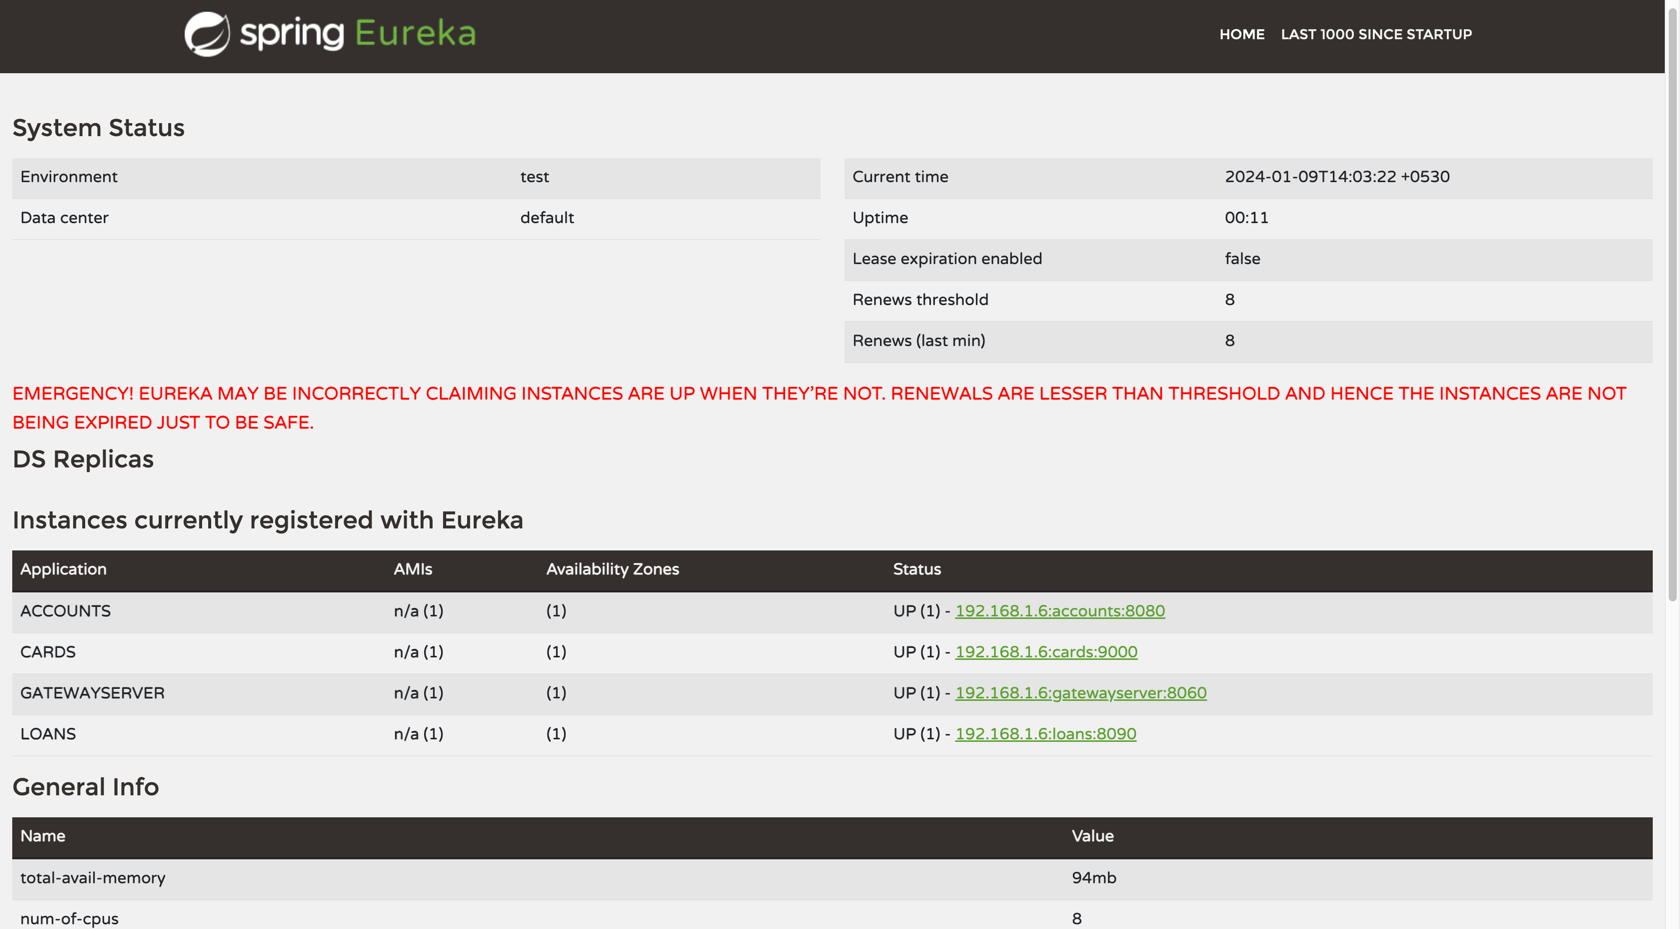 spring Eureka
HOME LAST 1000 SINCE STARTUP
System Status
Environment test
Data center default
Current time 2024-01-09T14:03:22 +0530
Uptime 00:11
Lease expiration enabled false
Renews threshold 8
Renews (last min) 8
EMERGENCY! EUREKA MAY BE INCORRECTLY CLAIMING INSTANCES ARE UP WHEN THEY'RE NOT. RENEWALS ARE LESSER THAN THRESHOLD AND HENCE THE INSTANCES ARE NOT
BEING EXPIRED JUST TO BE SAFE.
DS Replicas
Instances currently registered with Eureka
Application AMIs Availability Zones Status
ACCOUNTS n/a (1) (1) UP (1) - 192.168.1.6:accounts:8080
CARDS n/a (1) (1) UP (1) - 192.168.1.6:cards:9000
GATEWAYSERVER n/a (1) (1) UP (1) - 192.168.1.6:gatewayserver:8060
LOANS n/a (1) (1) UP (1) - 192.168.1.6:loans:8090
General Info
Name Value
total-avail-memory 94mb
num-of-cpus 8